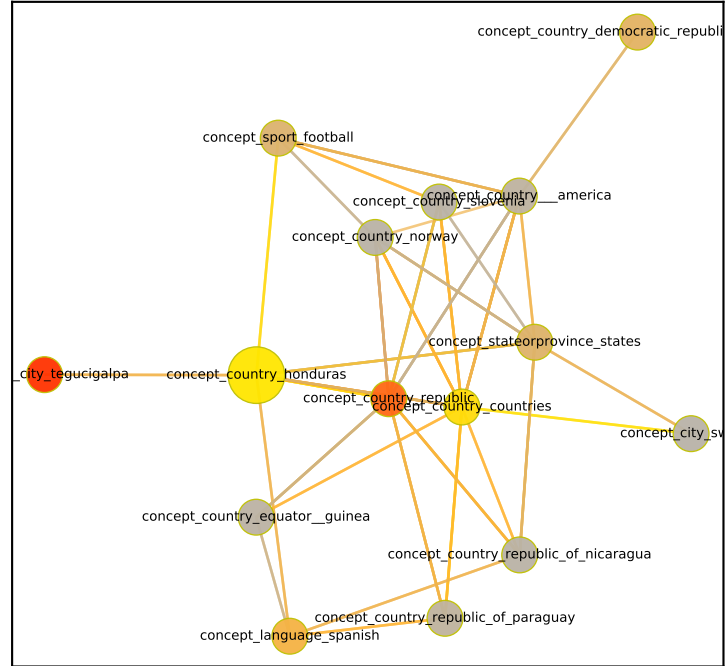 concept_country_democratic_republi
concept_sport_football
concept_country___america
concept_country_slovenia
concept_country_norway
concept_stateorprovince_states
_city_tegucigalpa
concept_country_honduras
concept_country_republic
concept_country_countries
concept_city_sw
concept_country_equator__guinea
concept_country_republic_of_nicaragua
concept_country_republic_of_paraguay
concept_language_spanish